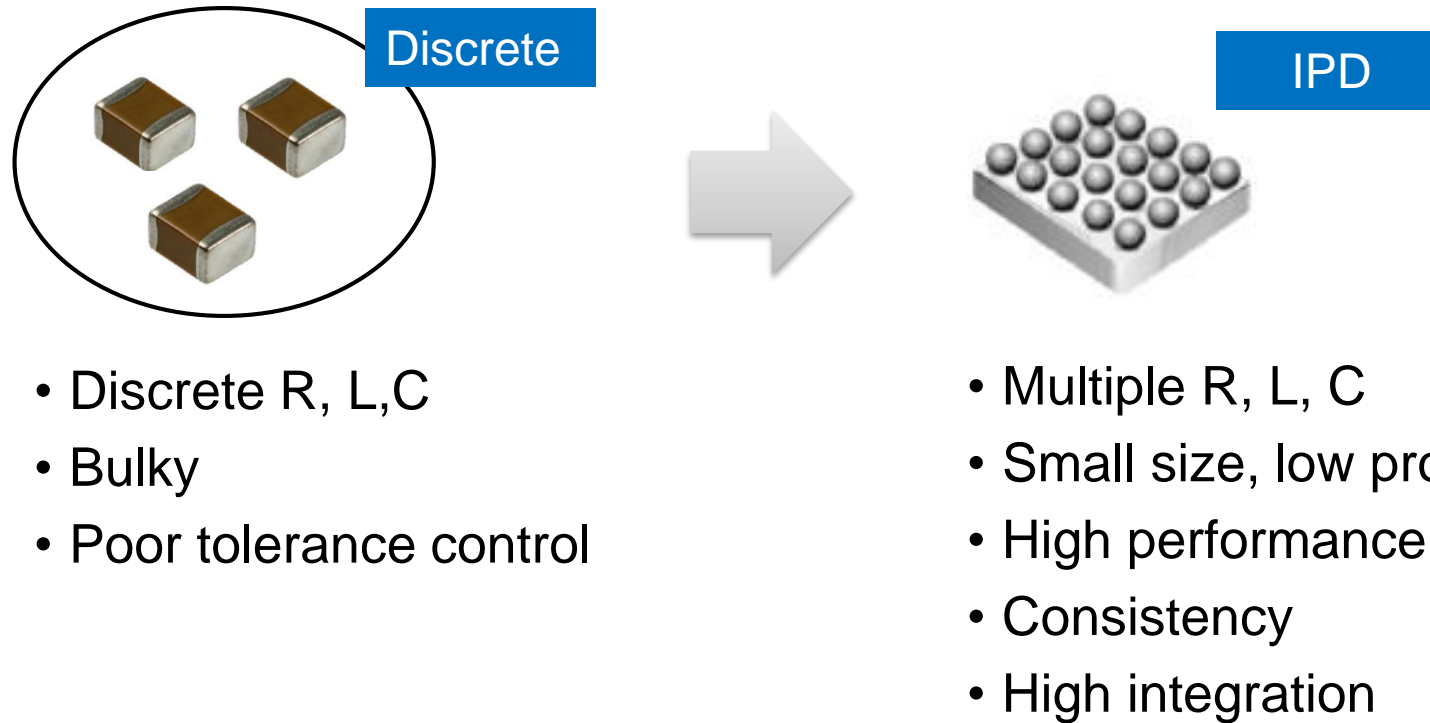 Discrete
IPD
• Discrete R, L,C
• Bulky
• Poor tolerance control
• Multiple R, L, C
• Small size, low
• High performance
• Consistency
• High integration